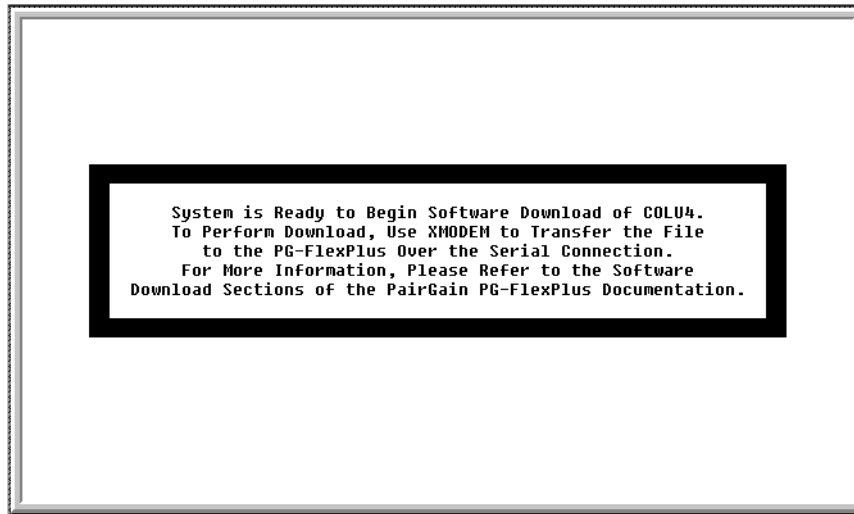 System is Ready to Begin Software Download of COLU4.
To Perform Download, Use XMODEM to Transfer the File
to the PG-FlexPlus Over the Serial Connection.
For More Information, Please Refer to the Software
Download Sections of the PairGain PG-FlexPlus Documentation.